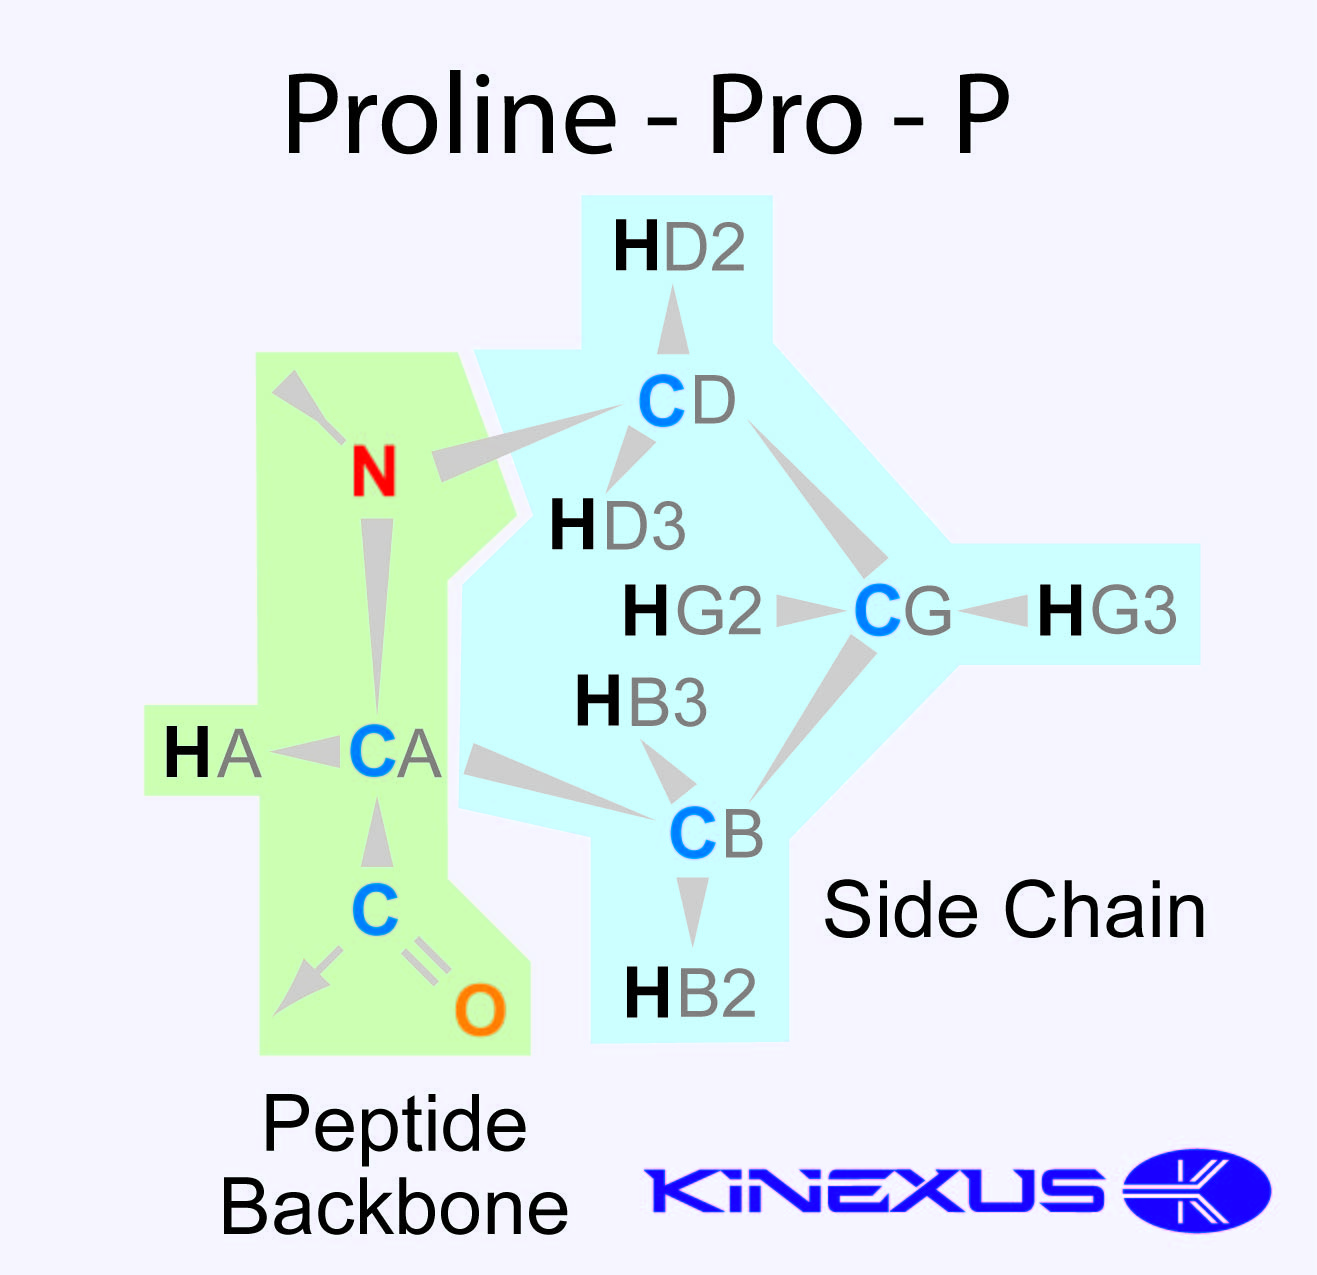 Proline - Pro - P
HD2
CD
N
HD3
HG2
CG
HG3
HB3
HA
CA
CB
C
Side Chain
HB2
O
Peptide
Backbone
KiNEXUS